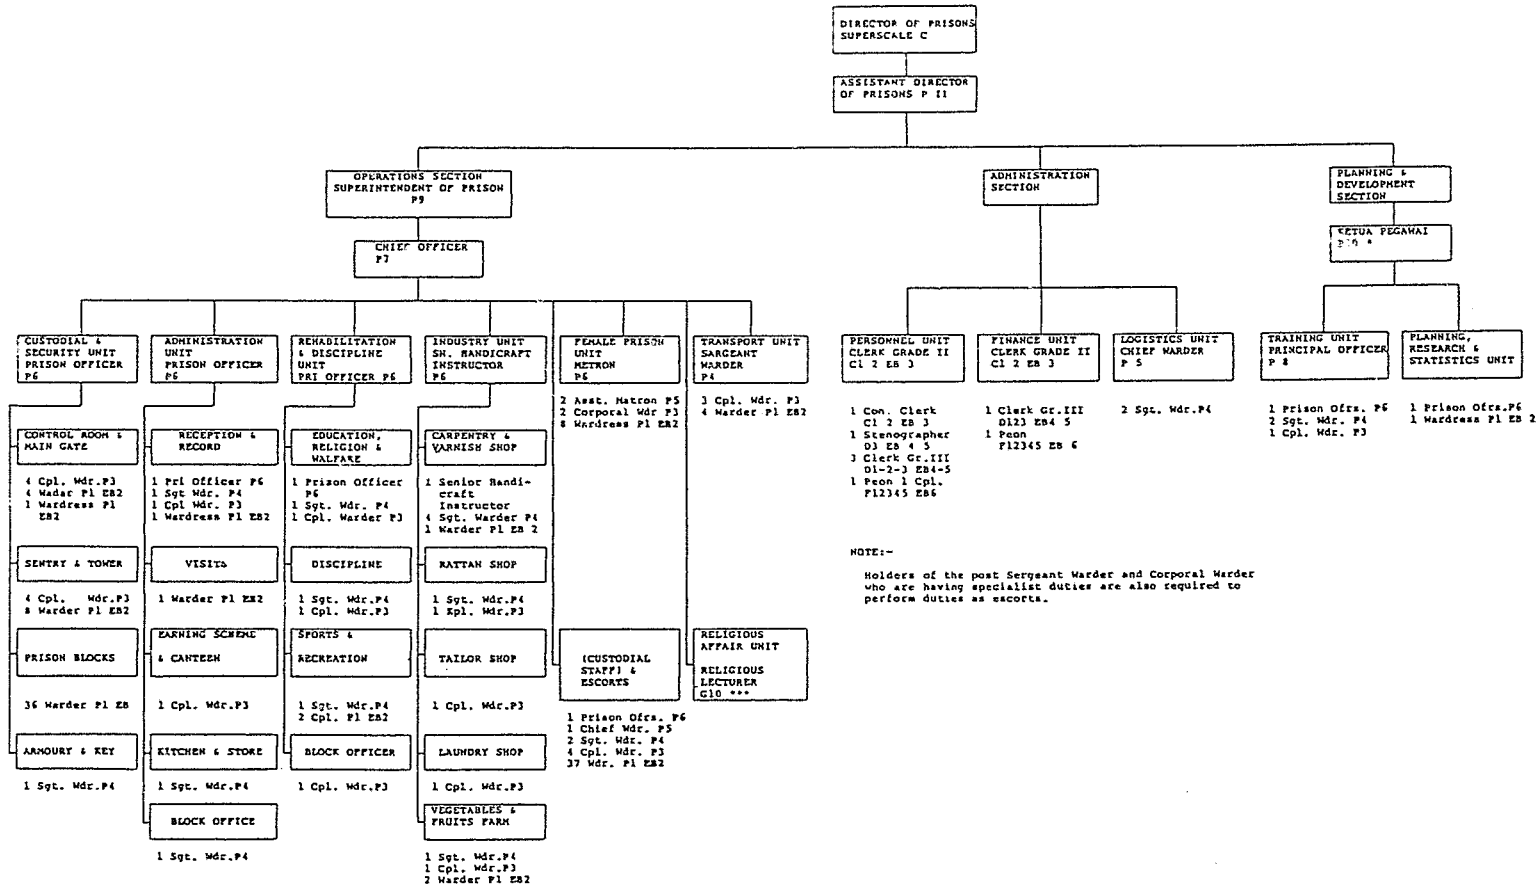 DIRECTOR OF PRISONS
SUPERSCALE C
ASSISTANT DIRECTOR
OF PRISONS P II
OPERATIONS SECTION
SUPERINTENDENT OF PRISON
P9
ADMINISTRATION
SECTION
PLANNING &
DEVELOPMENT
SECTION
CHIEF OFFICER
P7
KETUA PEGAWAI
P10 *
CUSTODIAL &
SECURITY UNIT
PRISON OFFICER
P6
ADMINISTRATION
UNIT
PRISON OFFICER
P6
REHABILITATION
& DISCIPLINE
UNIT
PRI OFFICER P6
INDUSTRY UNIT
SH. HANDICRAFT
INSTRUCTOR
P6
FEMALE PRISON
UNIT
METRON
P6
TRANSPORT UNIT
SARGEANT
WARDER
P4
PERSONNEL UNIT
CLERK GRADE II
C1 2 EB 3
FINANCE UNIT
CLERK GRADE II
C1 2 EB 3
LOGISTICS UNIT
CHIEF WARDER
P 5
TRAINING UNIT
PRINCIPAL OFFICER
P 8
PLANNING,
RESEARCH &
STATISTICS UNIT
2 Asst. Matron P5
2 Corporal Wdr P3
8 Wardress P1 EB2
3 Cpl. Wdr. P3
4 Warder P1 EB2
1 Con. Clerk
C1 2 EB 3
1 Stenographer
D3 EB 4 5
3 Clerk Gr.III
D1-2-3 EB4-5
1 Peon 1 Cpl.
F12345 EB6
1 Clerk Gr.III
D123 EB4 5
1 Peon
F12345 EB 6
2 Sgt. Wdr.P4
1 Prison Ofrs. P6
2 Sgt. Wdr. P4
1 Cpl. Wdr. P3
1 Prison Ofrs.P6
1 Wardress P1 EB 2
CONTROL ROOM &
MAIN GATE
4 Cpl. Wdr.P3
4 Wadar P1 EB2
1 Wardress P1
EB2
RECEPTION &
RECORD
1 Pri Officer P6
1 Sgt Wdr. P4
1 Cpl Wdr. P3
1 Wardress P1 EB2
EDUCATION,
RELIGION &
WALFARE
1 Prison Officer
P6
1 Sgt. Wdr. P4
1 Cpl. Warder P3
CARPENTRY &
VARNISH SHOP
1 Senior Handi-
craft
Instructor
4 Sgt. Warder P4
1 Warder P1 EB 2
SENTRY & TOWER
4 Cpl. Wdr.P3
8 Warder P1 EB2
VISITS
1 Warder P1 EB2
DISCIPLINE
1 Sgt. Wdr.P4
1 Cpl. Wdr.P3
RATTAN SHOP
1 Sgt. Wdr.P4
1 Kpl. Wdr.P3
NOTE:-
Holders of the post Sergeant Warder and Corporal Warder
who are having specialist duties are also required to
perform duties as escorts.
PRISON BLOCKS
36 Warder P1 EB
EARNING SCHEME
& CANTEEN
1 Cpl. Wdr.P3
SPORTS &
RECREATION
1 Sgt. Wdr.P4
2 Cpl. P1 EB2
TAILOR SHOP
1 Cpl. Wdr.P3
(CUSTODIAL
STAFF) &
ESCORTS
1 Prison Ofrs. P6
1 Chief Wdr. P5
2 Sgt. Wdr. P4
4 Cpl. Wdr. P3
37 Wdr. P1 EB2
RELIGIOUS
AFFAIR UNIT
RELIGIOUS
LECTURER
G10 ***
ARMOURY & KEY
1 Sgt. Wdr.P4
KITCHEN & STORE
1 Sgt. Wdr.P4
BLOCK OFFICER
1 Cpl. Wdr.P3
LAUNDRY SHOP
1 Cpl. Wdr.P3
BLOCK OFFICE
1 Sgt. Wdr.P4
VEGETABLES &
FRUITS FARM
1 Sgt. Wdr.P4
1 Cpl. Wdr.P3
2 Warder P1 EB2